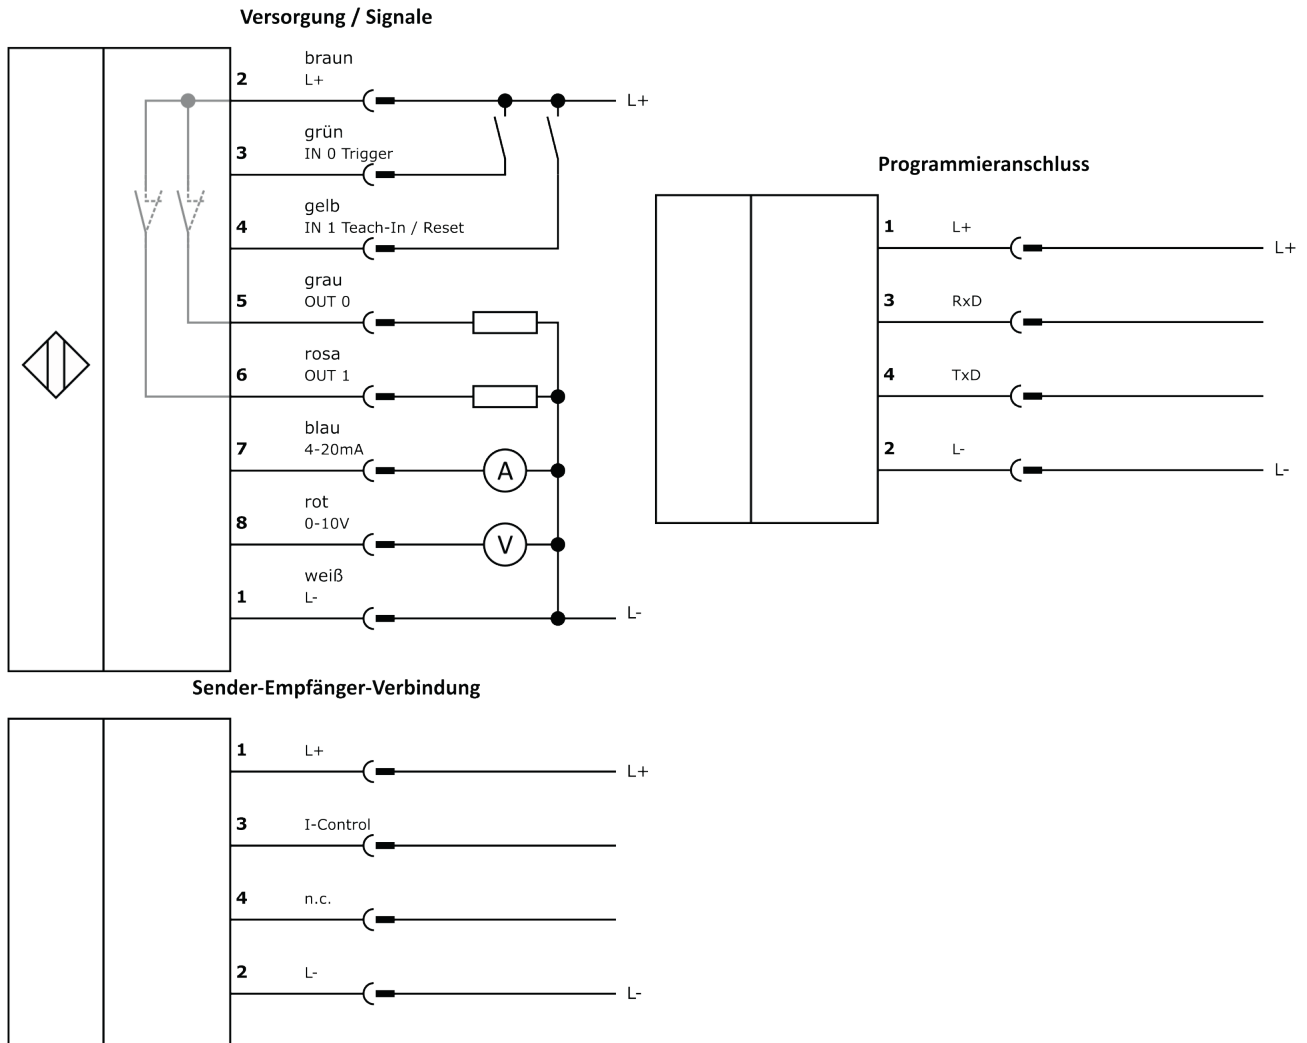 Versorgung / Signale
braun
2 L+
L+
grün
3 IN 0 Trigger
gelb
4 IN 1 Teach-In / Reset
grau
5 OUT 0
rosa
6 OUT 1
blau
7 4-20mA
A
rot
8 0-10V
V
weiß
1 L-
L-
Programmieranschluss
1 L+
L+
3 RxD
4 TxD
2 L-
L-
Sender-Empfänger-Verbindung
1 L+
L+
3 I-Control
4 n.c.
2 L-
L-